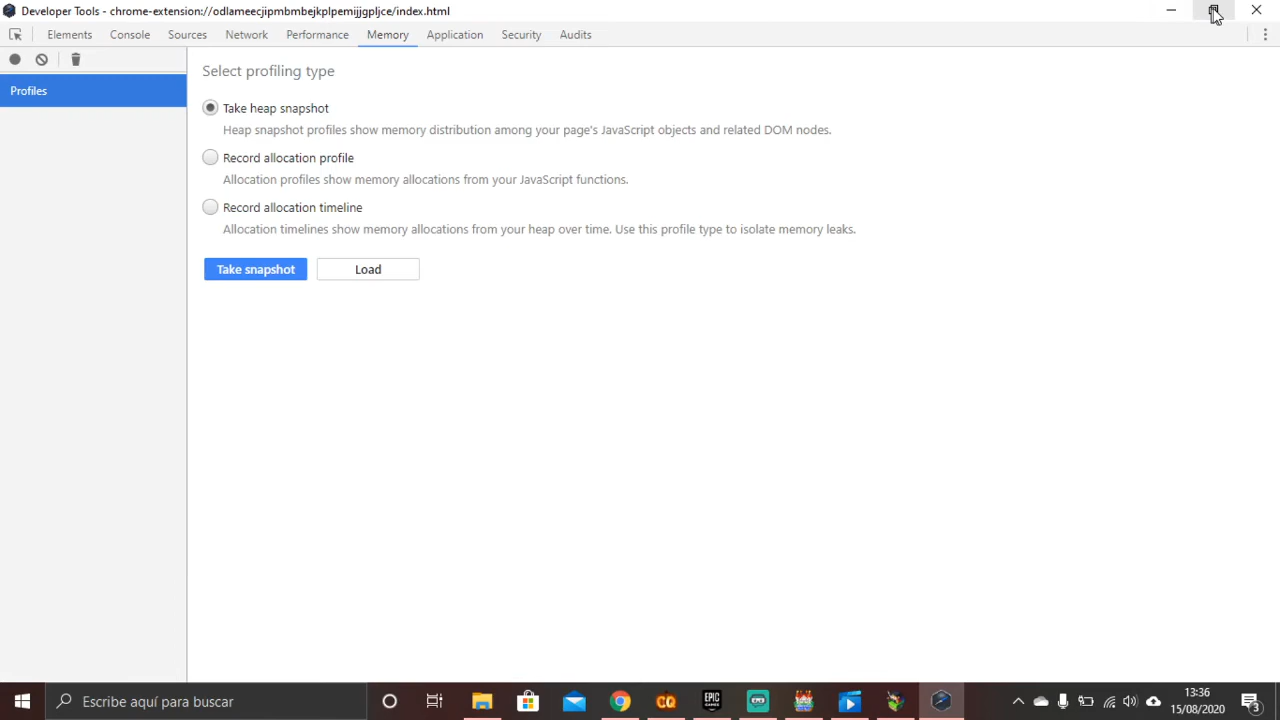 Developer Tools - chrome-extension://odlameecjipmbmbejkplpemijjgpljce/index.html
Elements Console Sources Network Performance Memory Application Security Audits
Profiles
Select profiling type
Take heap snapshot
Heap snapshot profiles show memory distribution among your page's JavaScript objects and related DOM nodes.
Record allocation profile
Allocation profiles show memory allocations from your JavaScript functions.
Record allocation timeline
Allocation timelines show memory allocations from your heap over time. Use this profile type to isolate memory leaks.
Take snapshot Load
Escribe aquí para buscar
EPIC GAMES
13:36
15/08/2020
3